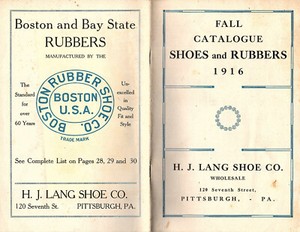 Boston and Bay State
RUBBERS
MANUFACTURED BY THE
The
Standard
for
over
60 Years
BOSTON RUBBER SHOE CO.
BOSTON
U.S.A.
TRADE MARK
Un-
excelled
in
Quality
Fit and
Style
See Complete List on Pages 28, 29 and 30
H. J. LANG SHOE CO.
120 Seventh St. PITTSBURGH, PA.
FALL
CATALOGUE
SHOES and RUBBERS
1916
H. J. LANG SHOE CO.
WHOLESALE
120 Seventh Street,
PITTSBURGH, - PA.